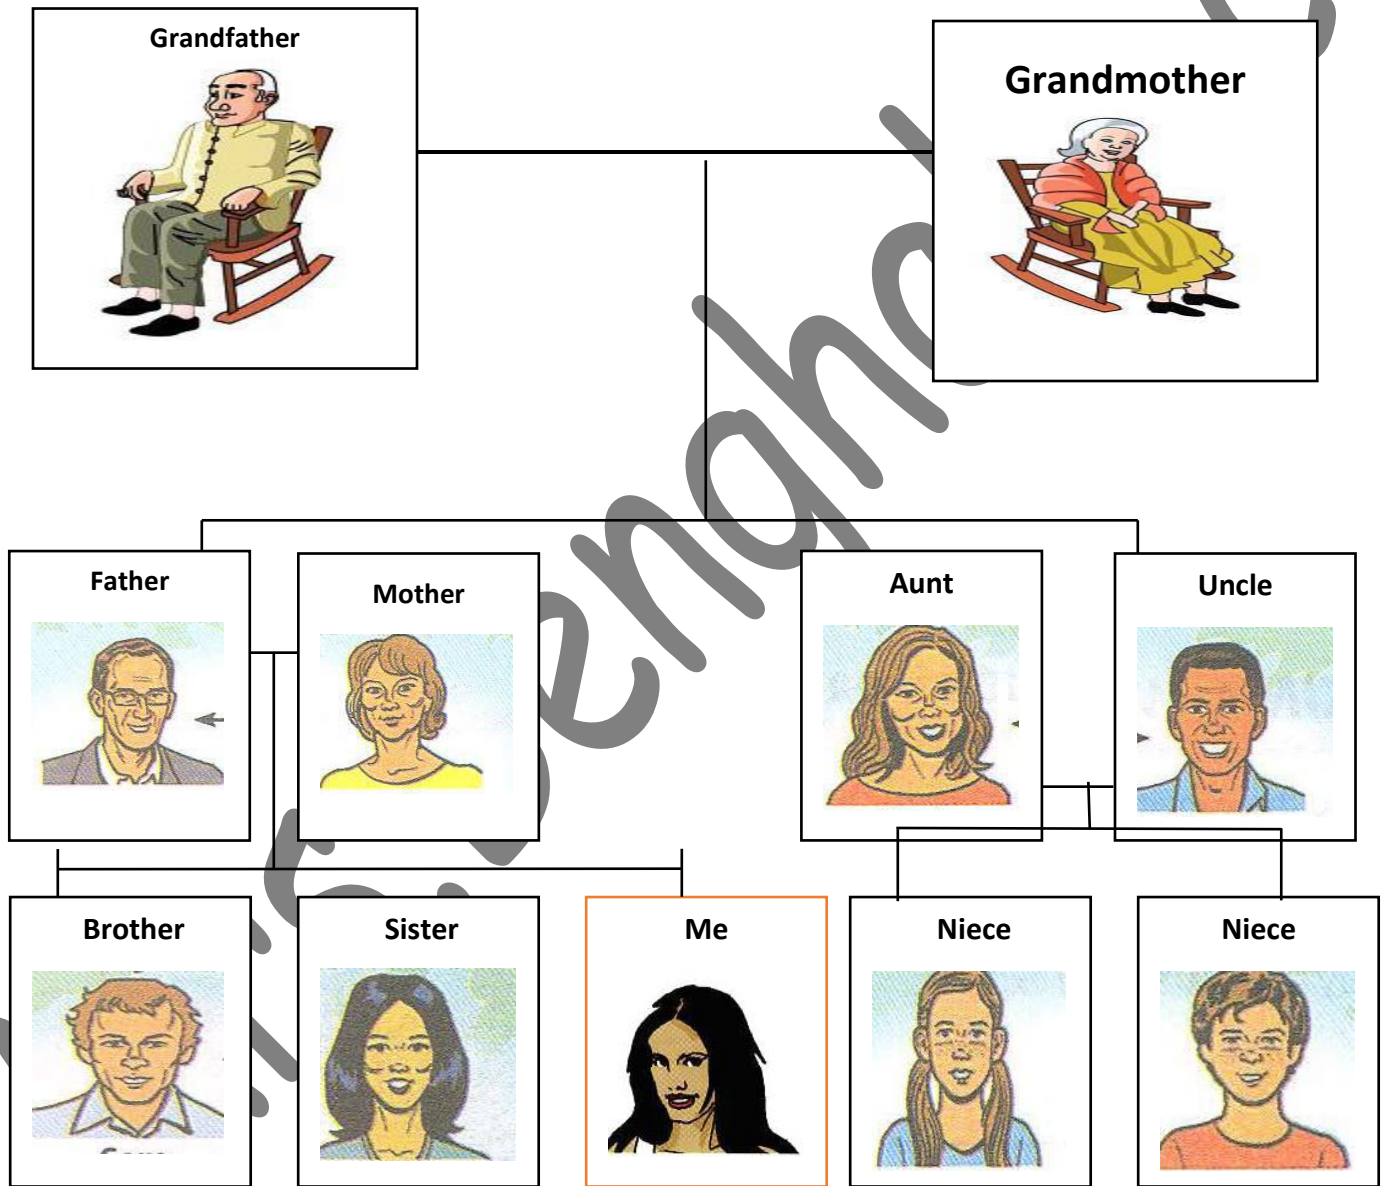 Grandfather
Grandmother
Father
Mother
Aunt
Uncle
Brother
Sister
Me
Niece
Niece